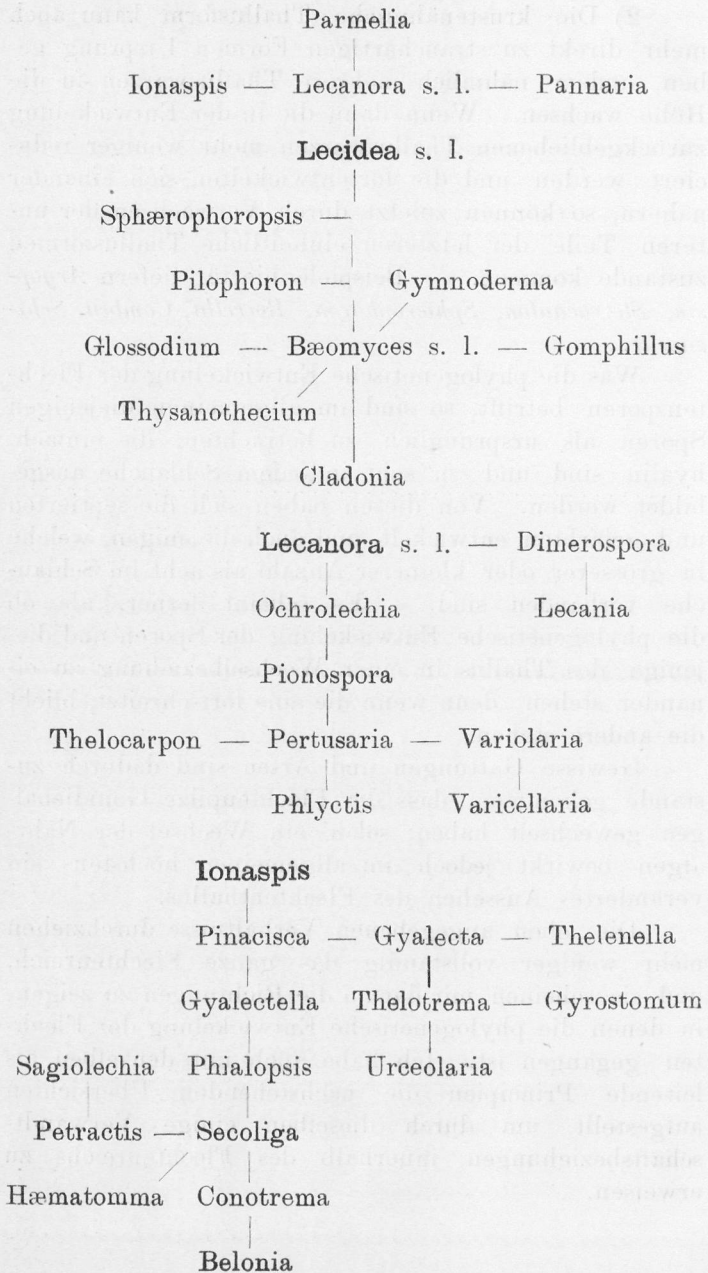 Parmelia
Ionaspis — Lecanora s. l. — Pannaria
Lecidea s. l.
Sphærophoropsis
Pilophoron — Gymnoderma
Glossodium — Bæomyces s. l. — Gomphillus
Thysanothecium
Cladonia
Lecanora s. l. — Dimerospora
Ochrolechia Lecania
Pionospora
Thelocarpon — Pertusaria — Variolaria
Phlyctis Varicellaria
Ionaspis
Pinacisca — Gyalecta — Thelenella
Gyalectella Thelotrema — Gyrostomum
Sagiolechia Phialopsis Urceolaria
Petractis — Secoliga
Hæmatomma Conotrema
Belonia